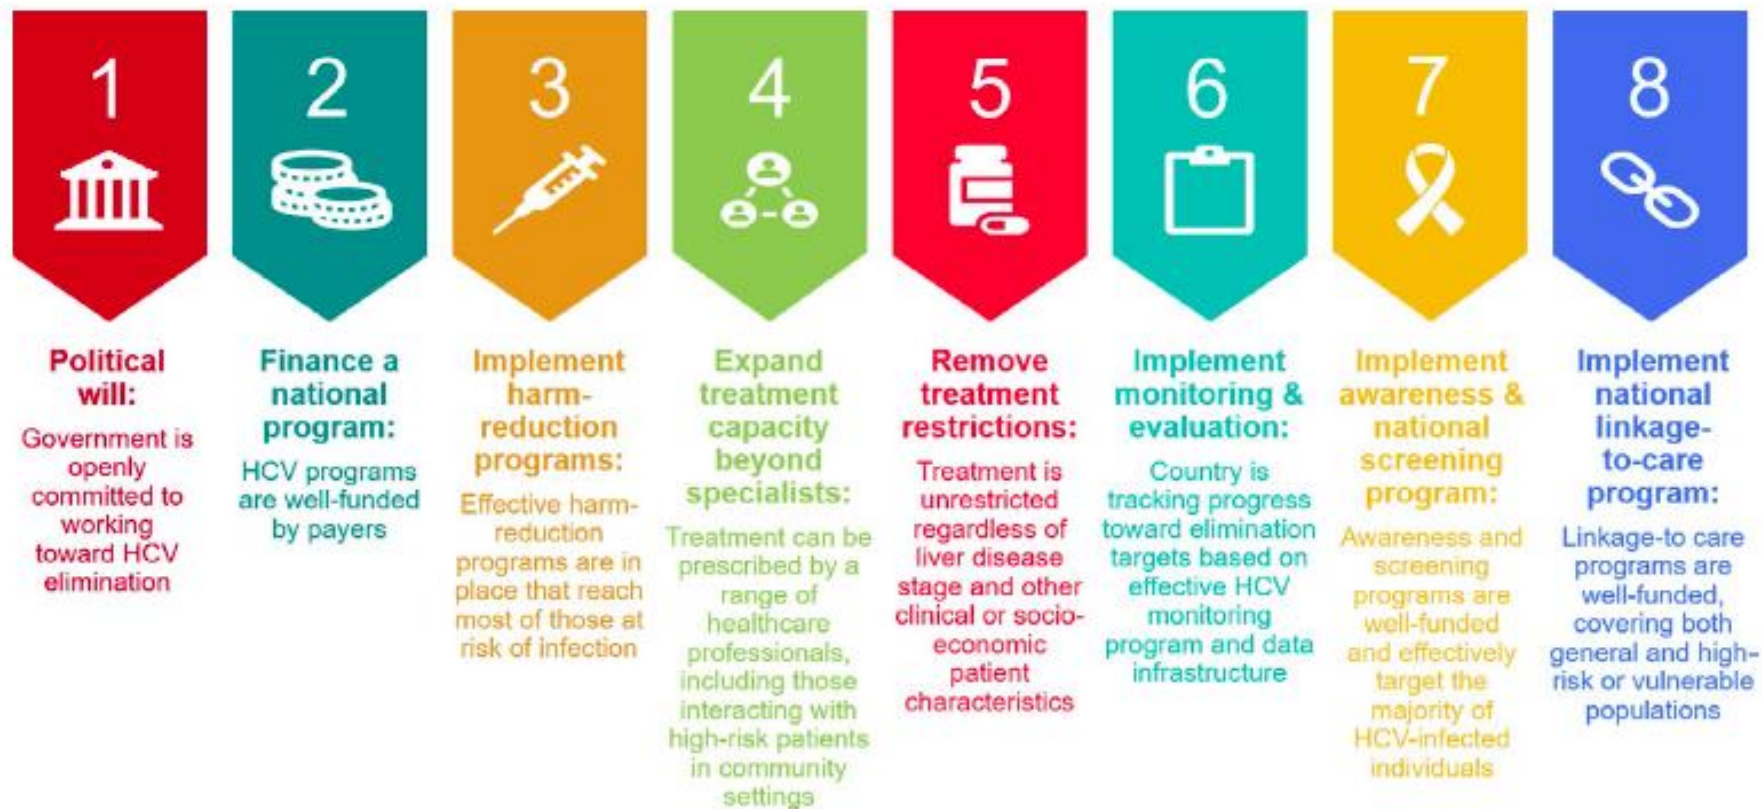 1
Political
will:
Government is
openly
committed to
working
toward HCV
elimination
2
Finance a
national
program:
HCV programs
are well-funded
by payers
3
Implement
harm-
reduction
programs:
Effective harm-
reduction
programs are in
place that reach
most of those at
risk of infection
4
Expand
treatment
capacity
beyond
specialists:
Treatment can be
prescribed by a
range of
healthcare
professionals,
including those
interacting with
high-risk patients
in community
settings
5
Remove
treatment
restrictions:
Treatment is
unrestricted
regardless of
liver disease
stage and other
clinical or socio-
economic
patient
characteristics
6
Implement
monitoring &
evaluation:
Country is
tracking progress
toward elimination
targets based on
effective HCV
monitoring
program and data
infrastructure
7
Implement
awareness &
national
screening
program:
Awareness and
screening
programs are
well-funded
and effectively
target the
majority of
HCV-infected
individuals
8
Implement
national
linkage-
to-care
program:
Linkage-to care
programs are
well-funded,
covering both
general and high-
risk or vulnerable
populations